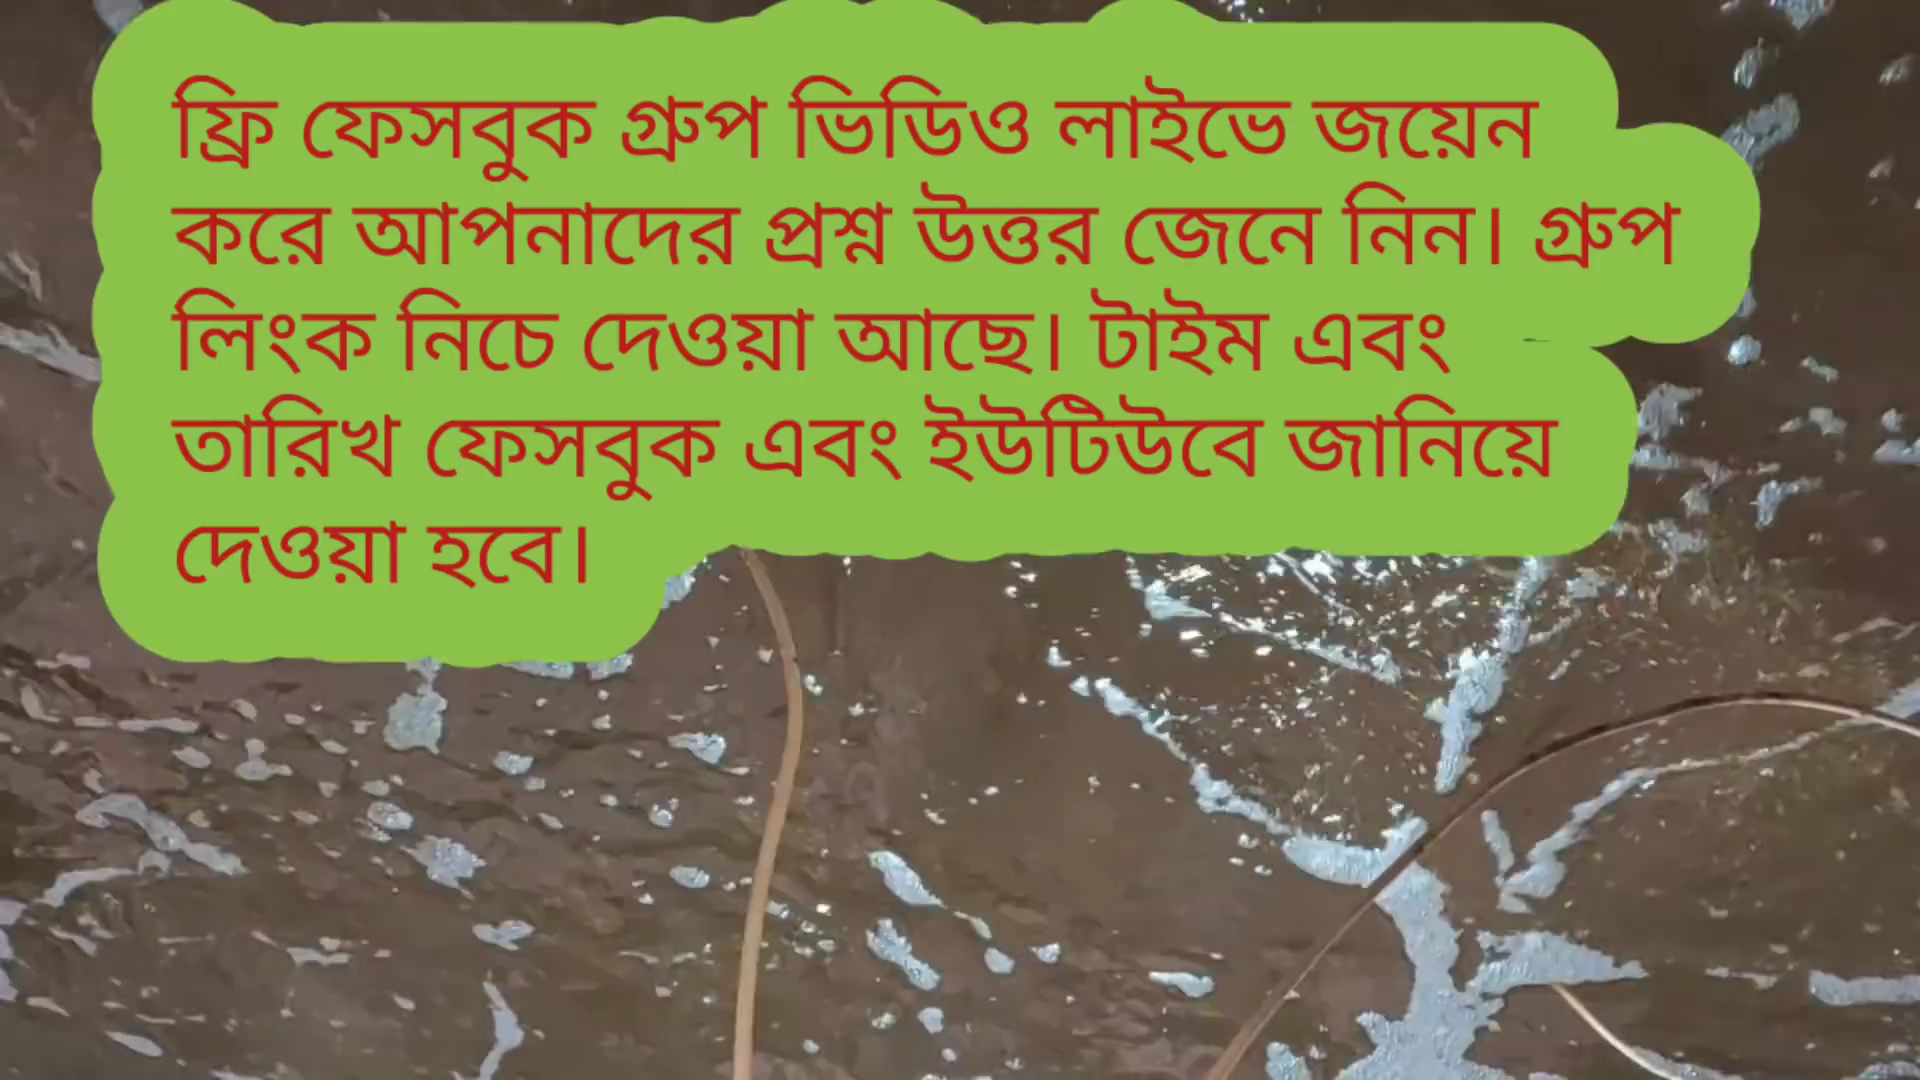 ফ্রি ফেসবুক গ্রুপ ভিডিও লাইভে জয়েন
করে আপনাদের প্রশ্ন উত্তর জেনে নিন। গ্রুপ
লিংক নিচে দেওয়া আছে। টাইম এবং
তারিখ ফেসবুক এবং ইউটিউবে জানিয়ে
দেওয়া হবে।